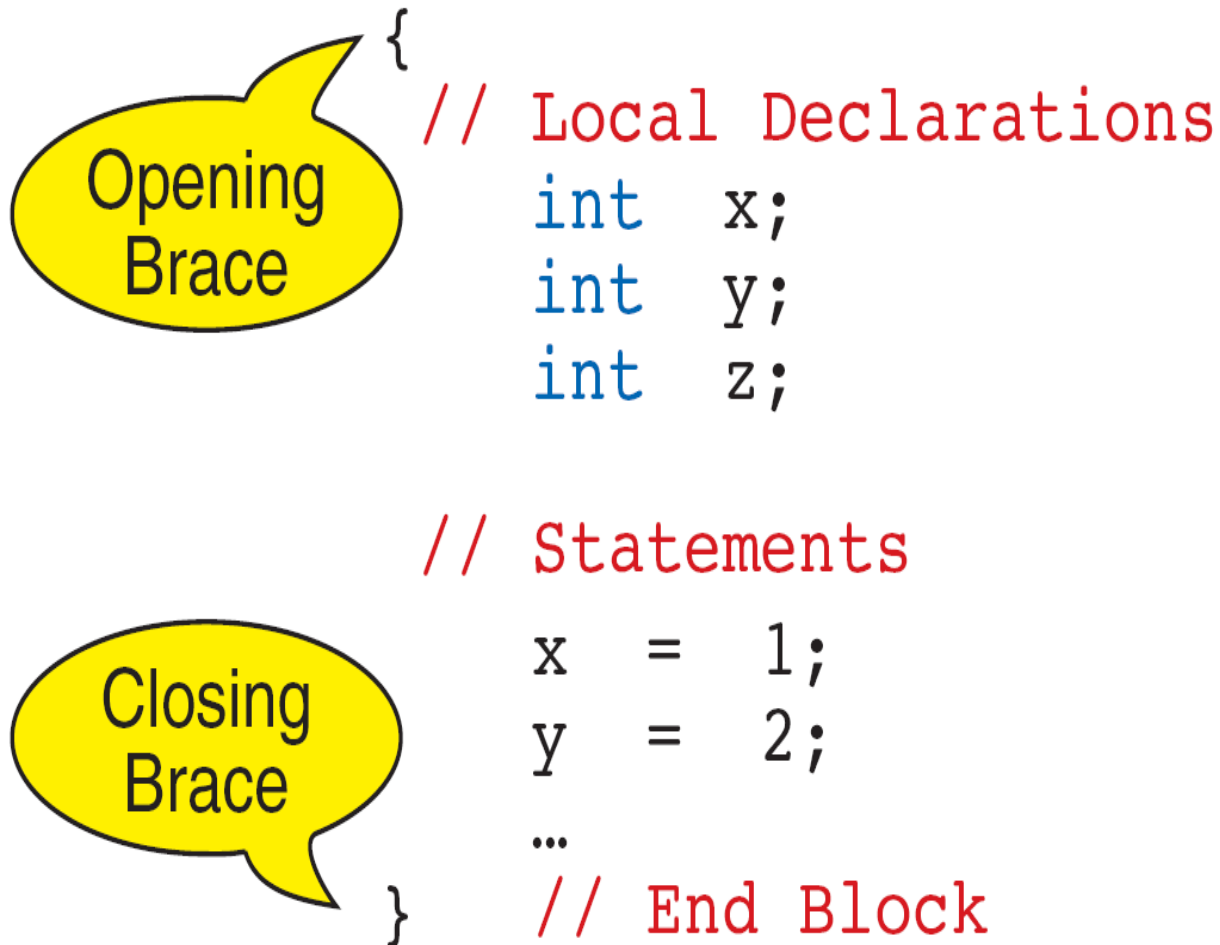 {
// Local Declarations
Opening
Brace
int x;
int y;
int z;
// Statements
x = 1;
Closing
Brace
y = 2;
…
} // End Block